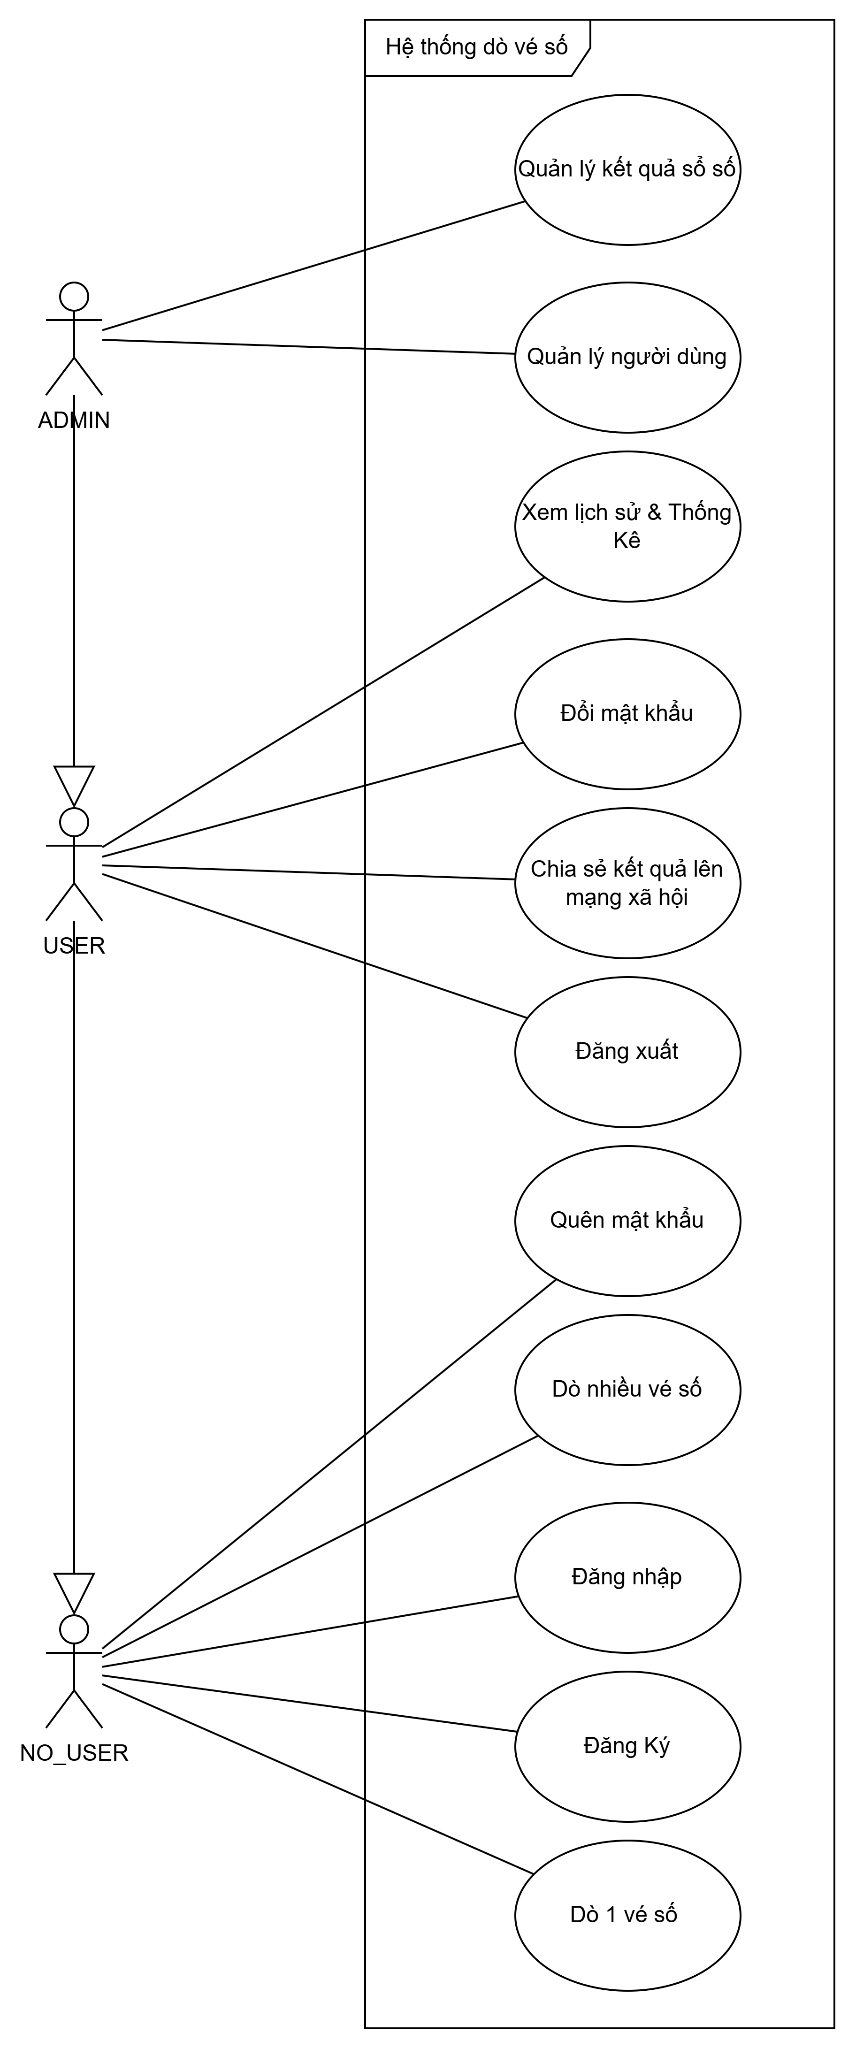 Hệ thống dò vé số
Quản lý kết quả sổ số
Quản lý người dùng
ADMIN
Xem lịch sử & Thống
Kê
Đổi mật khẩu
Chia sẻ kết quả lên
mạng xã hội
USER
Đăng xuất
Quên mật khẩu
Dò nhiều vé số
Đăng nhập
Đăng Ký
NO_USER
Dò 1 vé số